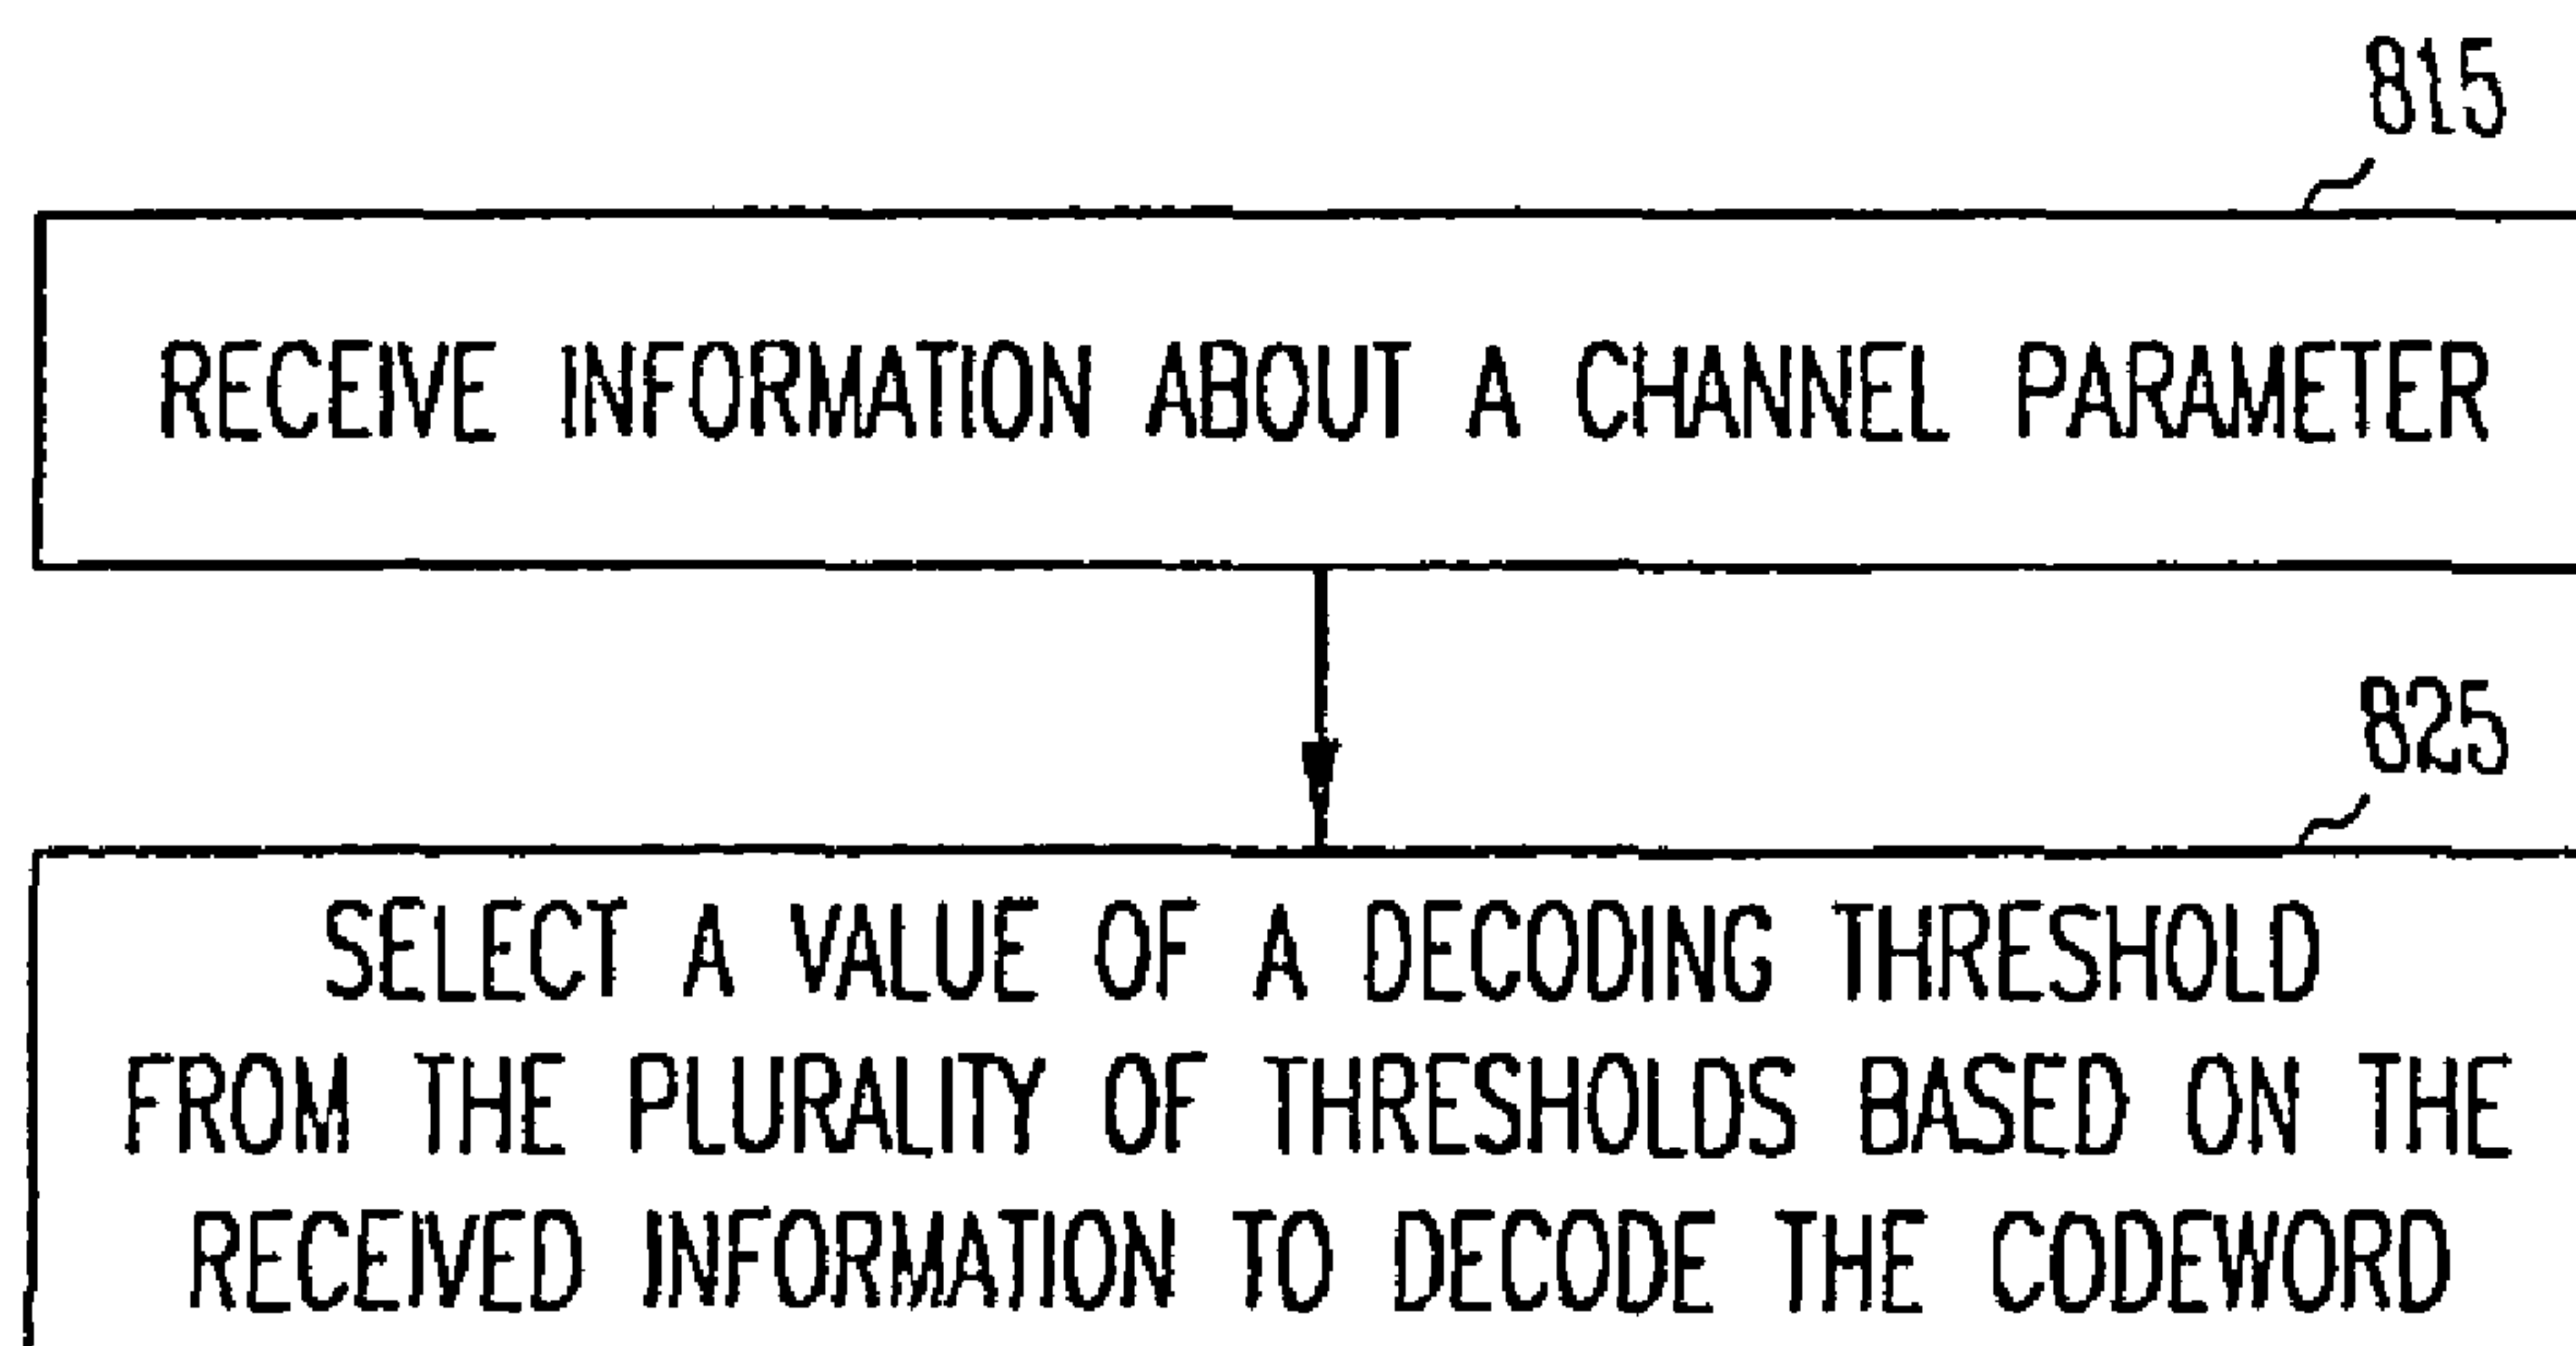 815
RECEIVE INFORMATION ABOUT A CHANNEL PARAMETER
825
SELECT A VALUE OF A DECODING THRESHOLD
FROM THE PLURALITY OF THRESHOLDS BASED ON THE
RECEIVED INFORMATION TO DECODE THE CODEWORD